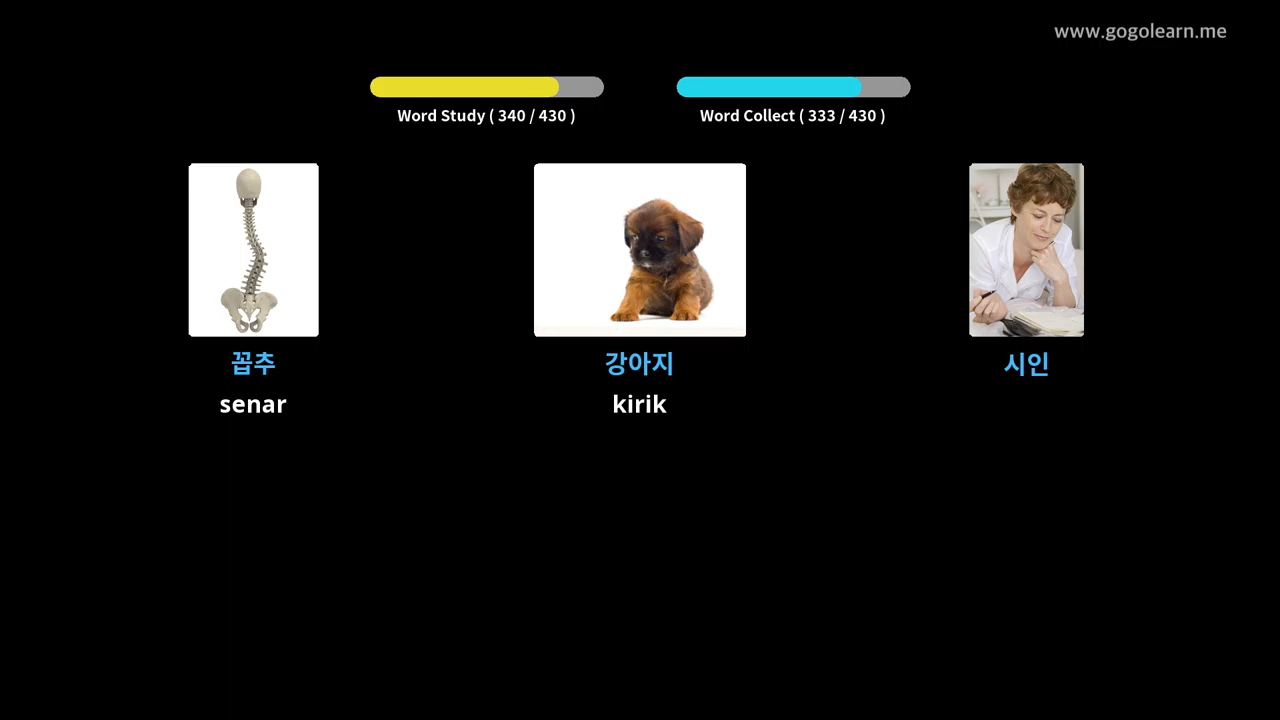 www.gogolearn.me
Word Study ( 340 / 430 )
Word Collect ( 333 / 430 )
꼽추
강아지
시인
senar
kirik